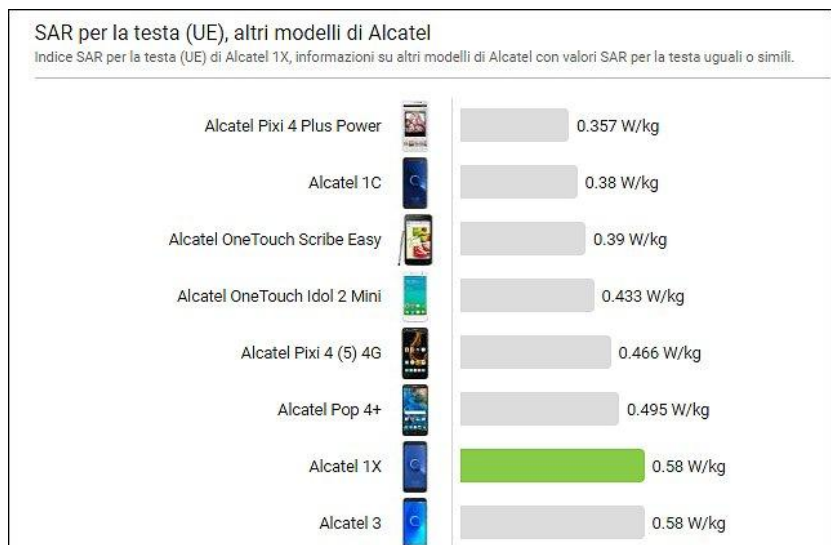 SAR per la testa (UE), altri modelli di Alcatel
Indice SAR per la testa (UE) di Alcatel 1X, informazioni su altri modelli di Alcatel con valori SAR per la testa uguali o simili.
Alcatel Pixi 4 Plus Power 0.357 W/kg
Alcatel 1C 0.38 W/kg
Alcatel OneTouch Scribe Easy 0.39 W/kg
Alcatel OneTouch Idol 2 Mini 0.433 W/kg
Alcatel Pixi 4 (5) 4G 0.466 W/kg
Alcatel Pop 4+ 0.495 W/kg
Alcatel 1X 0.58 W/kg
Alcatel 3 0.58 W/kg